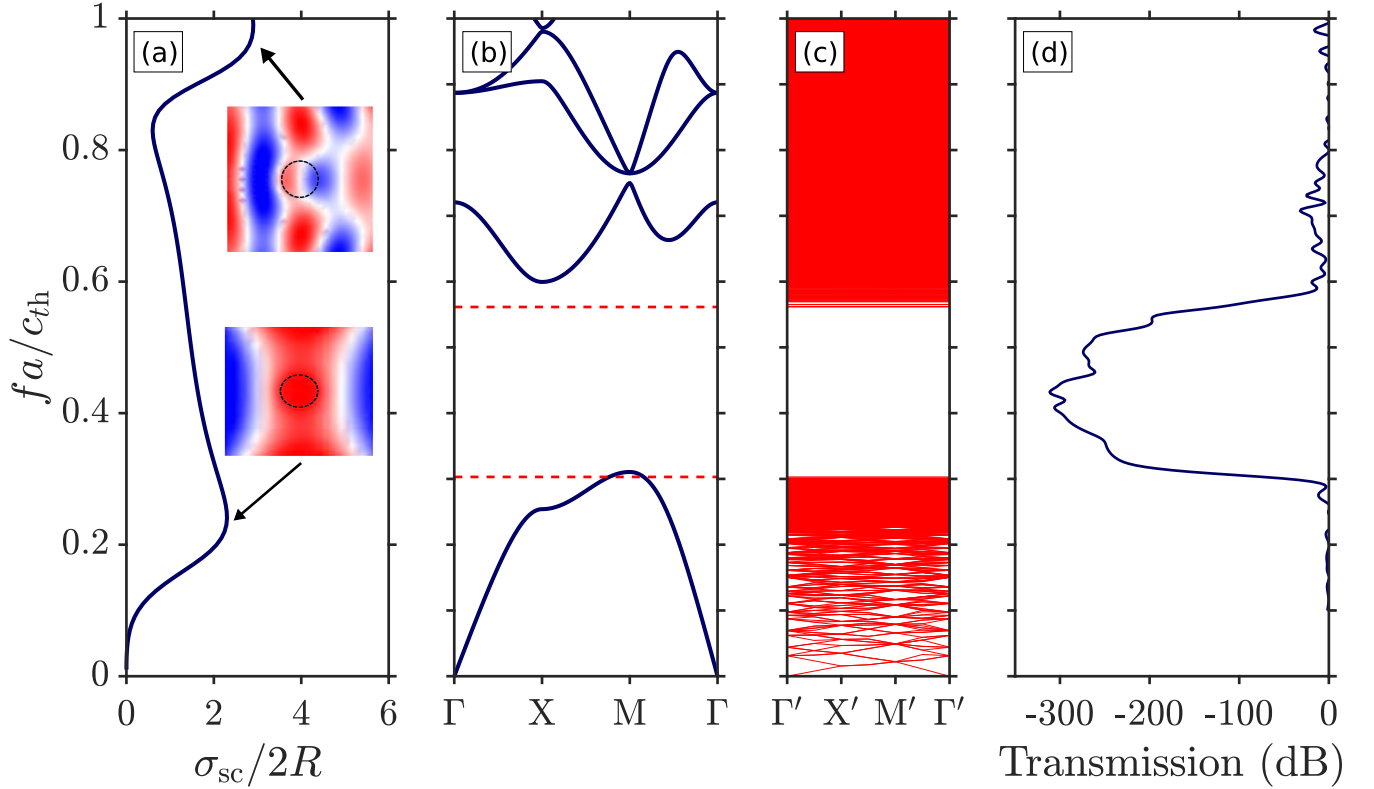 (a) (b) (c) (d)
1
0.8
0.6
0.4
0.2
0
fa/c_th
0 2 4 6 Γ X M Γ Γ′ X′ M′ Γ′ -300 -200 -100 0
σ_sc/2R Transmission (dB)